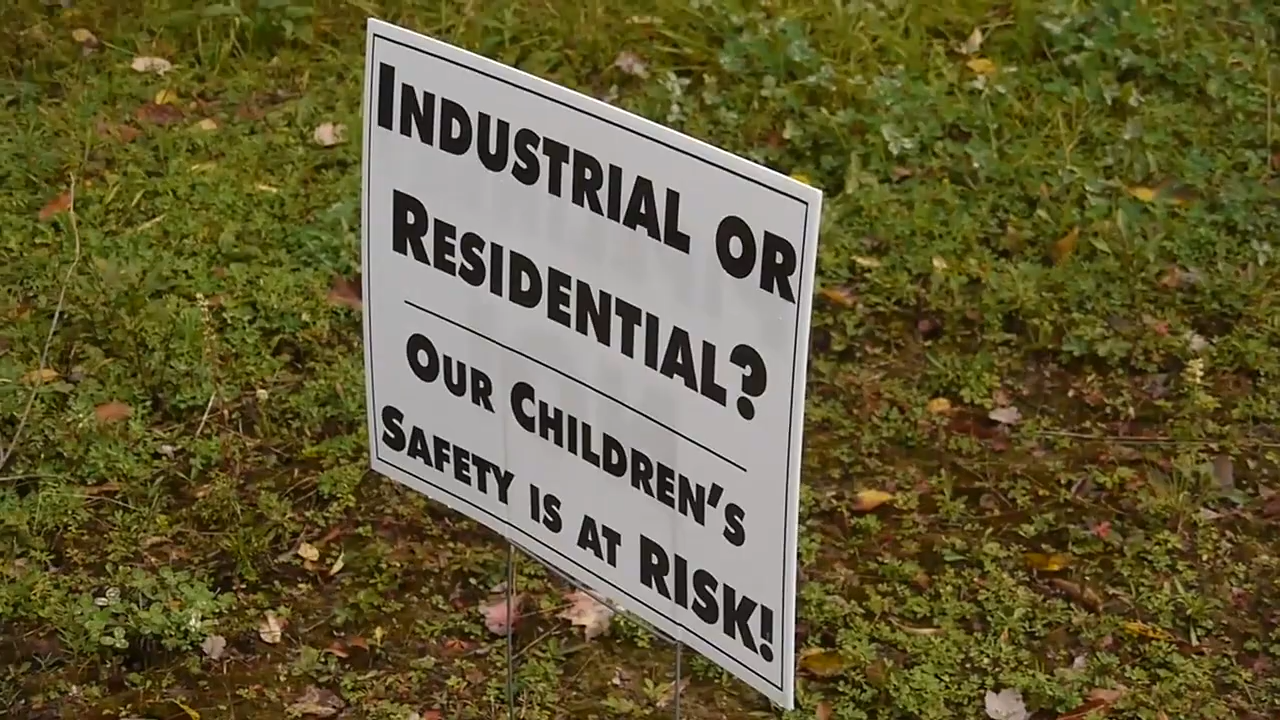 INDUSTRIAL OR
RESIDENTIAL?
OUR CHILDREN'S
SAFETY IS AT RISK!